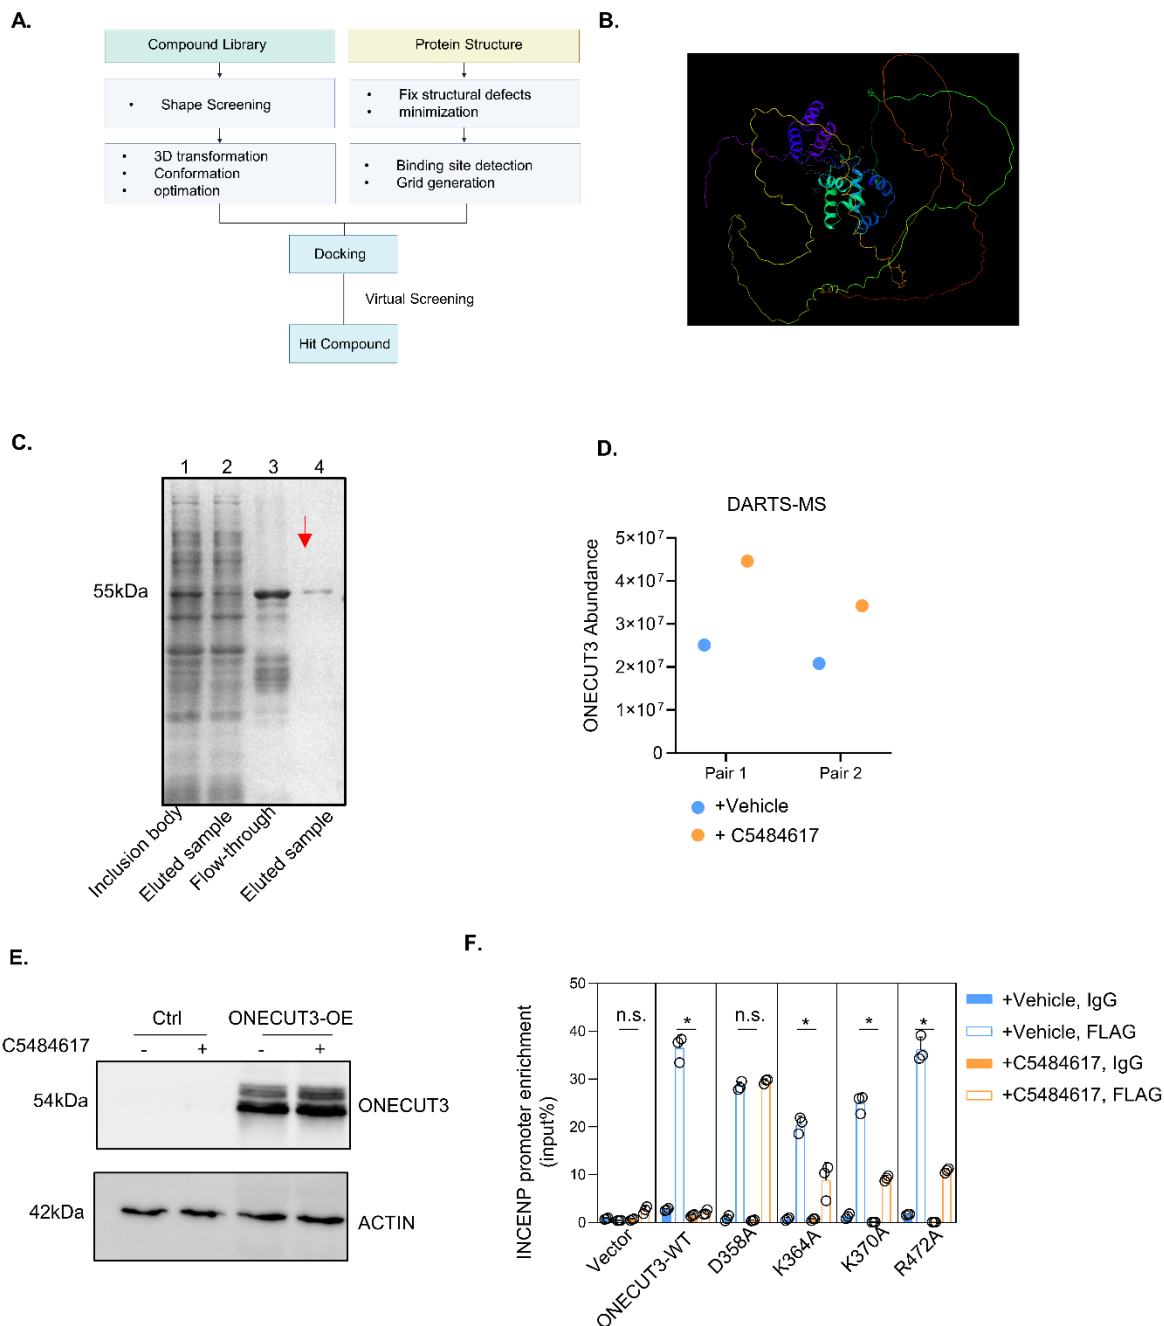 A.
Compound Library
Protein Structure
• Shape Screening
• Fix structural defects
• minimization
• 3D transformation
• Conformation
• optimation
• Binding site detection
• Grid generation
Docking
Virtual Screening
Hit Compound
B.
C.
1 2 3 4
55kDa
Inclusion body
Eluted sample
Flow-through
Eluted sample
D.
DARTS-MS
ONECUT3 Abundance
5×10⁷
4×10⁷
3×10⁷
2×10⁷
1×10⁷
0
Pair 1 Pair 2
+Vehicle
+ C5484617
E.
Ctrl ONECUT3-OE
C5484617 - + - +
54kDa ONECUT3
42kDa ACTIN
F.
INCENP promoter enrichment
(input%)
50
40
30
20
10
0
n.s. * n.s. * * *
Vector
ONECUT3-WT
D358A
K364A
K370A
R472A
+Vehicle, IgG
+Vehicle, FLAG
+C5484617, IgG
+C5484617, FLAG